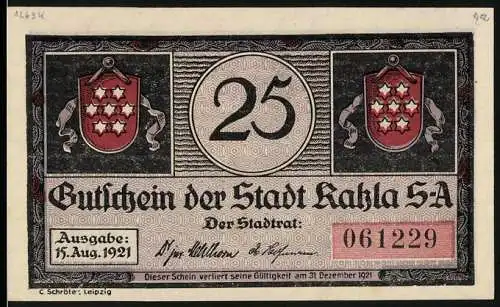 25
Gutschein der Stadt Kahla S-A
Der Stadtrat:
Ausgabe:
15. Aug. 1921
061229
Dieser Schein verliert seine Gültigkeit am 31 Dezember 1921
C. Schröter, Leipzig